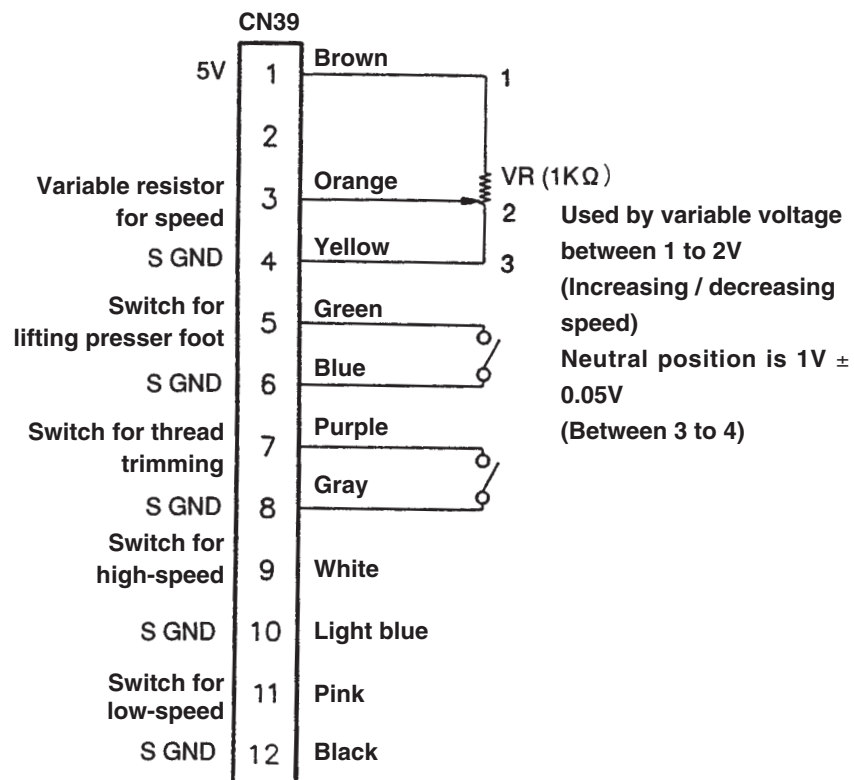 CN39
5V 1 Brown 1
2
Variable resistor
for speed
3 Orange
VR (1KΩ)
2
S GND 4 Yellow 3
Used by variable voltage
between 1 to 2V
(Increasing / decreasing
speed)
Neutral position is 1V ±
0.05V
(Between 3 to 4)
Switch for
lifting presser foot
5 Green
S GND 6 Blue
Switch for thread
trimming
7 Purple
S GND 8 Gray
Switch for
high-speed
9 White
S GND 10 Light blue
Switch for
low-speed
11 Pink
S GND 12 Black